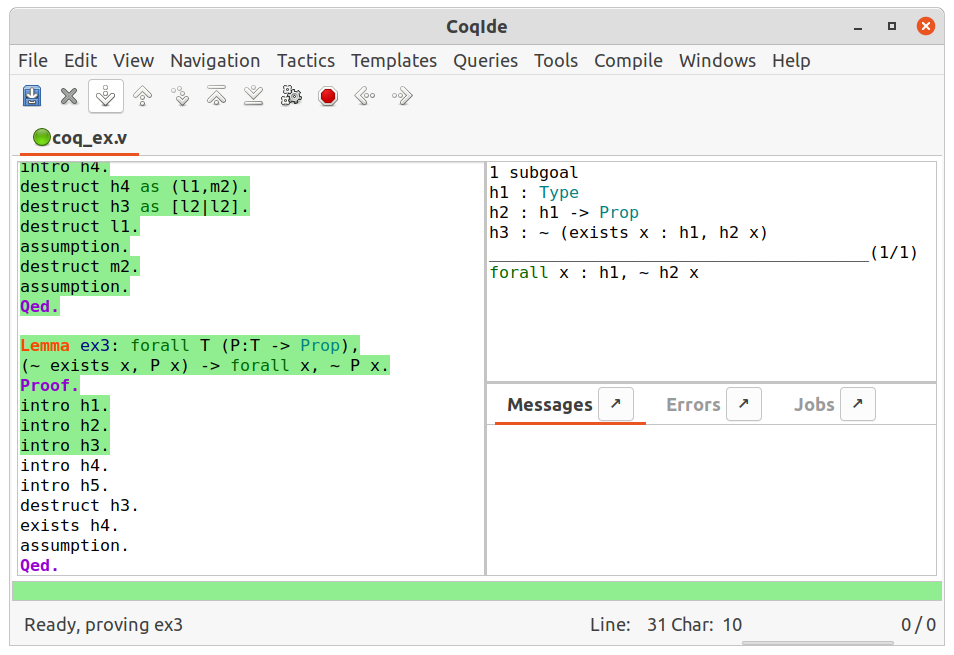 CoqIde
File Edit View Navigation Tactics Templates Queries Tools Compile Windows Help
coq_ex.v
intro h4.
destruct h4 as (l1,m2).
destruct h3 as [l2|l2].
destruct l1.
assumption.
destruct m2.
assumption.
Qed.
Lemma ex3: forall T (P:T -> Prop),
(~ exists x, P x) -> forall x, ~ P x.
Proof.
intro h1.
intro h2.
intro h3.
intro h4.
intro h5.
destruct h3.
exists h4.
assumption.
Qed.
1 subgoal
h1 : Type
h2 : h1 -> Prop
h3 : ~ (exists x : h1, h2 x)
(1/1)
forall x : h1, ~ h2 x
Messages Errors Jobs
Ready, proving ex3 Line: 31 Char: 10 0 / 0